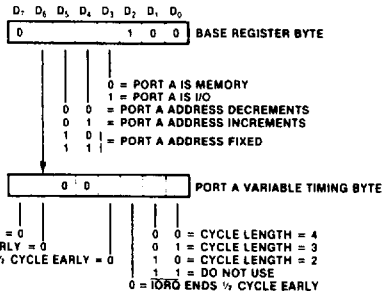 D7 D6 D5 D4 D3 D2 D1 D0
0 1 0 0 BASE REGISTER BYTE
0 = PORT A IS MEMORY
1 = PORT A IS I/O
0 0 = PORT A ADDRESS DECREMENTS
0 1 = PORT A ADDRESS INCREMENTS
1 0
1 1 = PORT A ADDRESS FIXED
0 0 PORT A VARIABLE TIMING BYTE
= 0 0 0 = CYCLE LENGTH = 4
RLY = 0 0 1 = CYCLE LENGTH = 3
½ CYCLE EARLY = 0 1 0 = CYCLE LENGTH = 2
1 1 = DO NOT USE
0 = IORQ ENDS ½ CYCLE EARLY